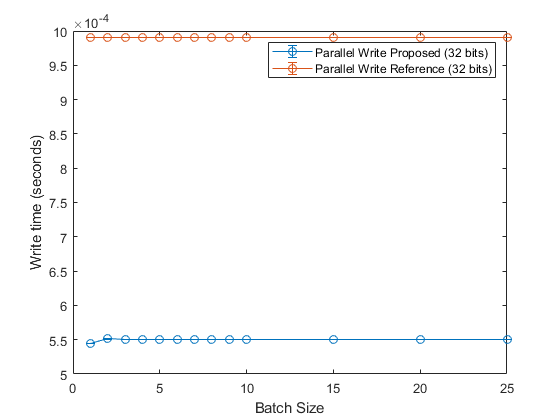 ×10-4
Parallel Write Proposed (32 bits)
Parallel Write Reference (32 bits)
Write time (seconds)
10
9.5
9
8.5
8
7.5
7
6.5
6
5.5
5
0 5 10 15 20 25
Batch Size